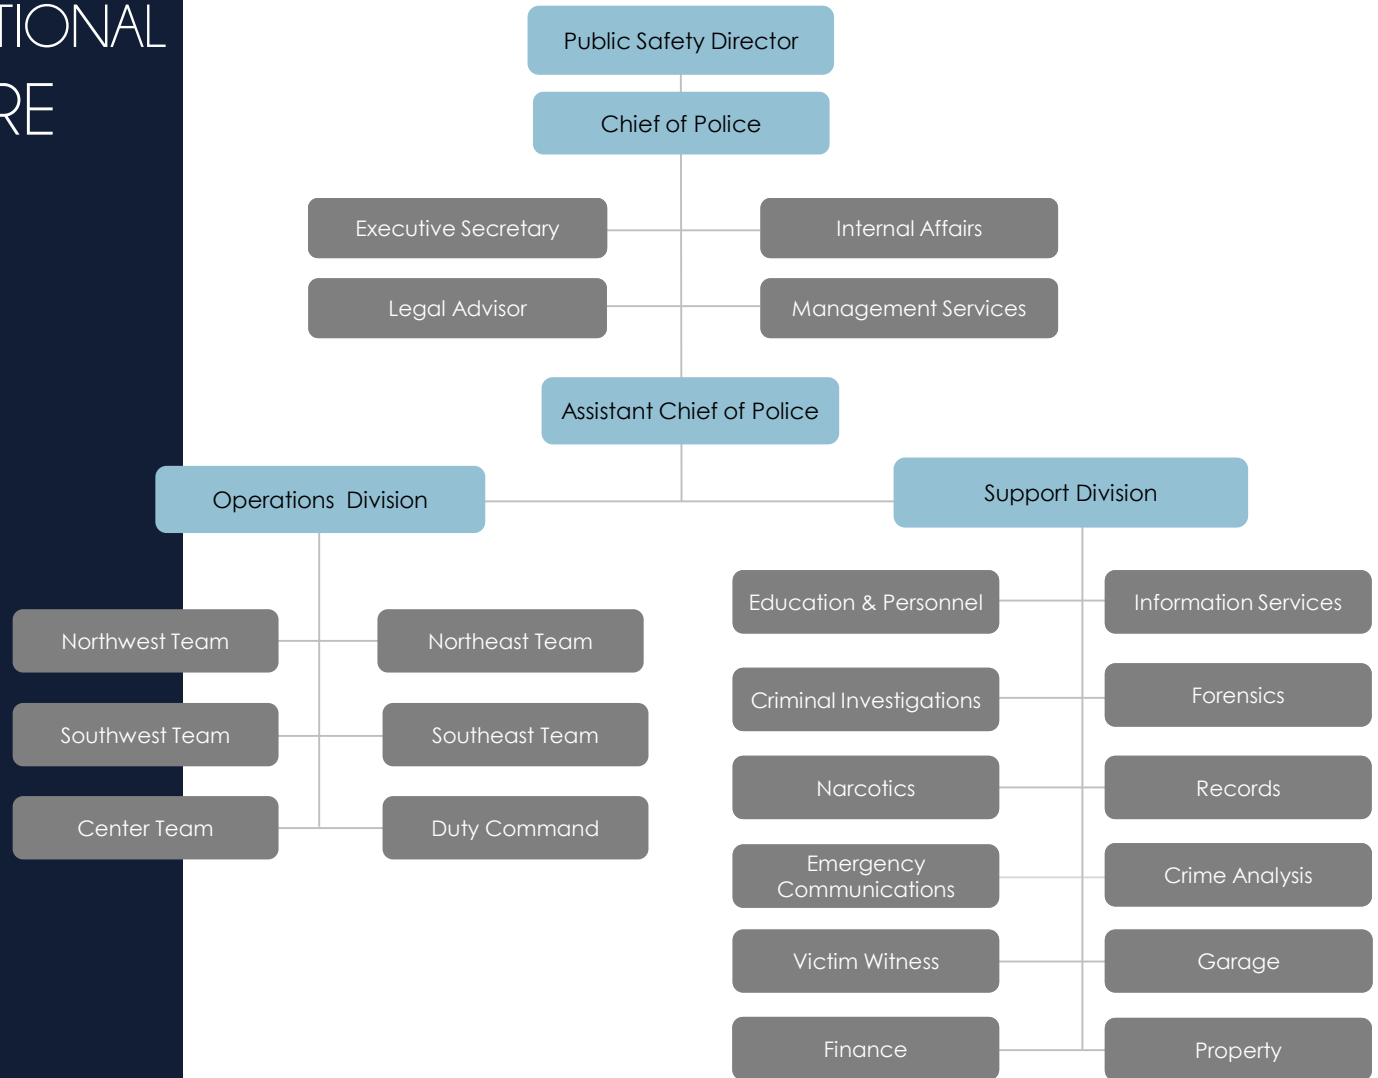 TIONAL
RE
Public Safety Director
Chief of Police
Executive Secretary
Internal Affairs
Legal Advisor
Management Services
Assistant Chief of Police
Operations Division
Support Division
Education & Personnel
Information Services
Northwest Team
Northeast Team
Criminal Investigations
Forensics
Southwest Team
Southeast Team
Narcotics
Records
Center Team
Duty Command
Emergency
Communications
Crime Analysis
Victim Witness
Garage
Finance
Property